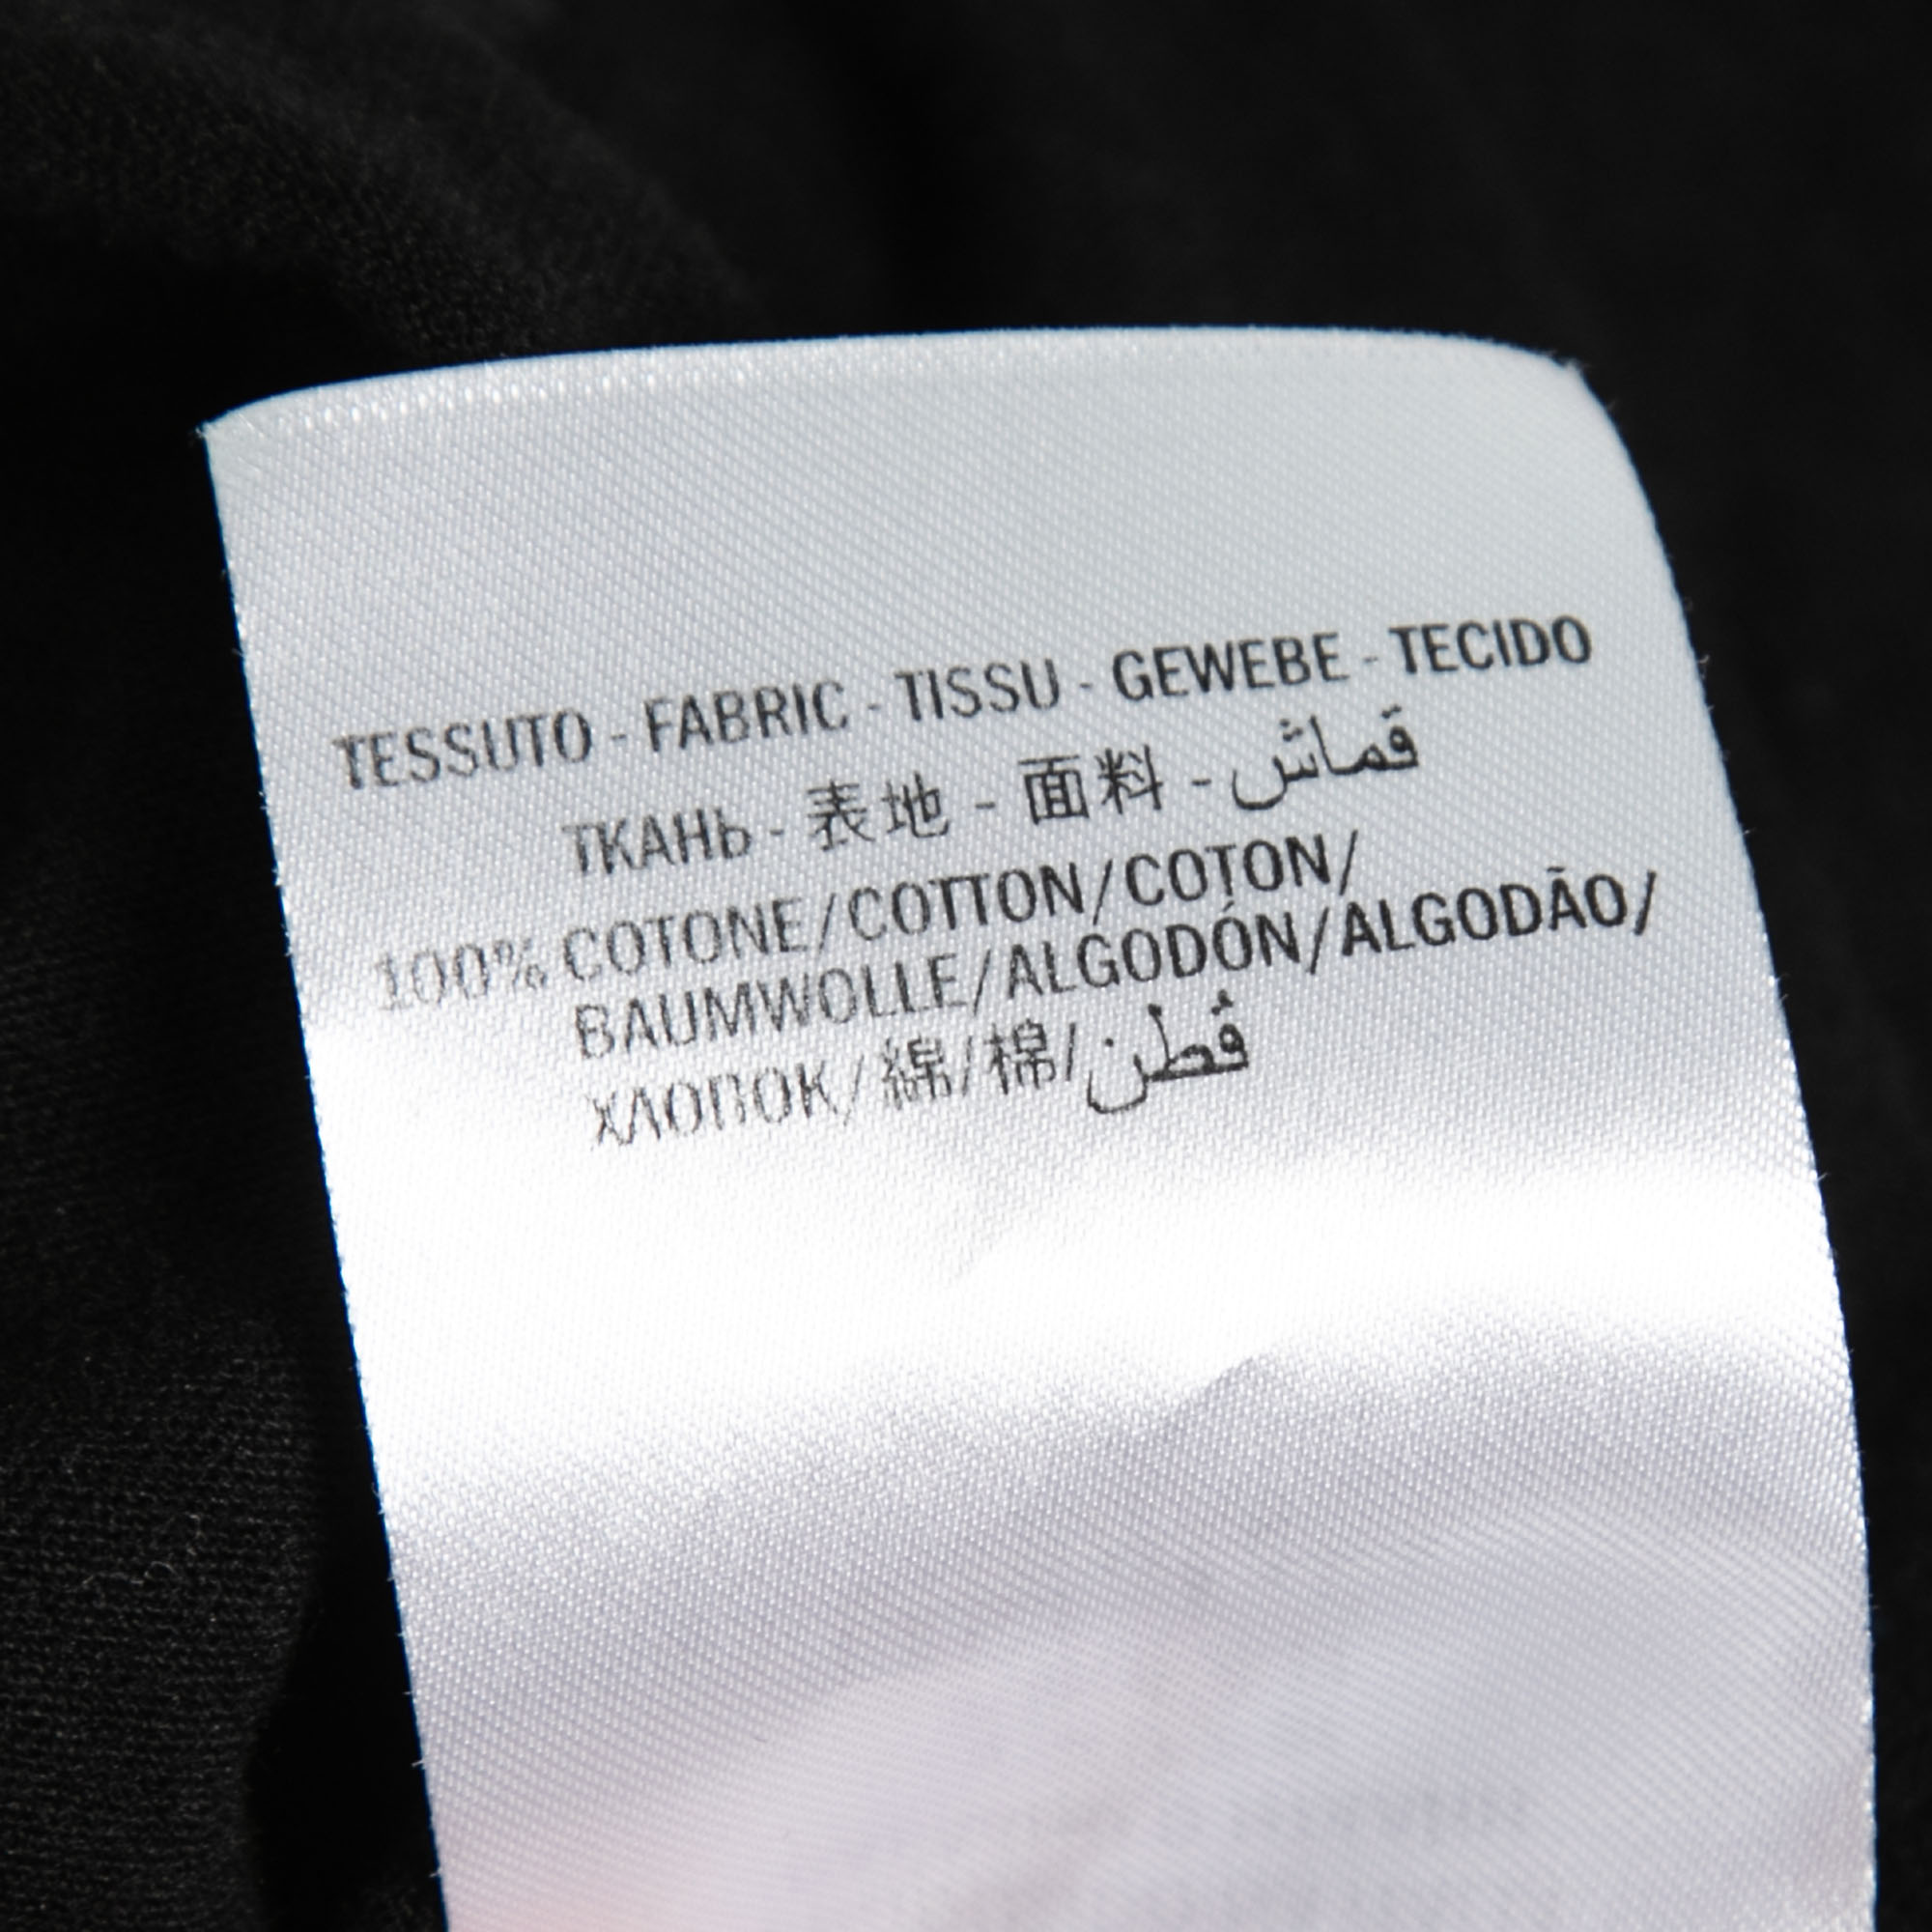 TESSUTO - FABRIC - TISSU - GEWEBE - TECIDO
ТКАНЬ - 表地 - 面料 - قماش
100% COTONE/COTTON/COTON/
BAUMWOLLE/ALGODÓN/ALGODÃO/
ХЛОПОК/綿/棉/قُطن